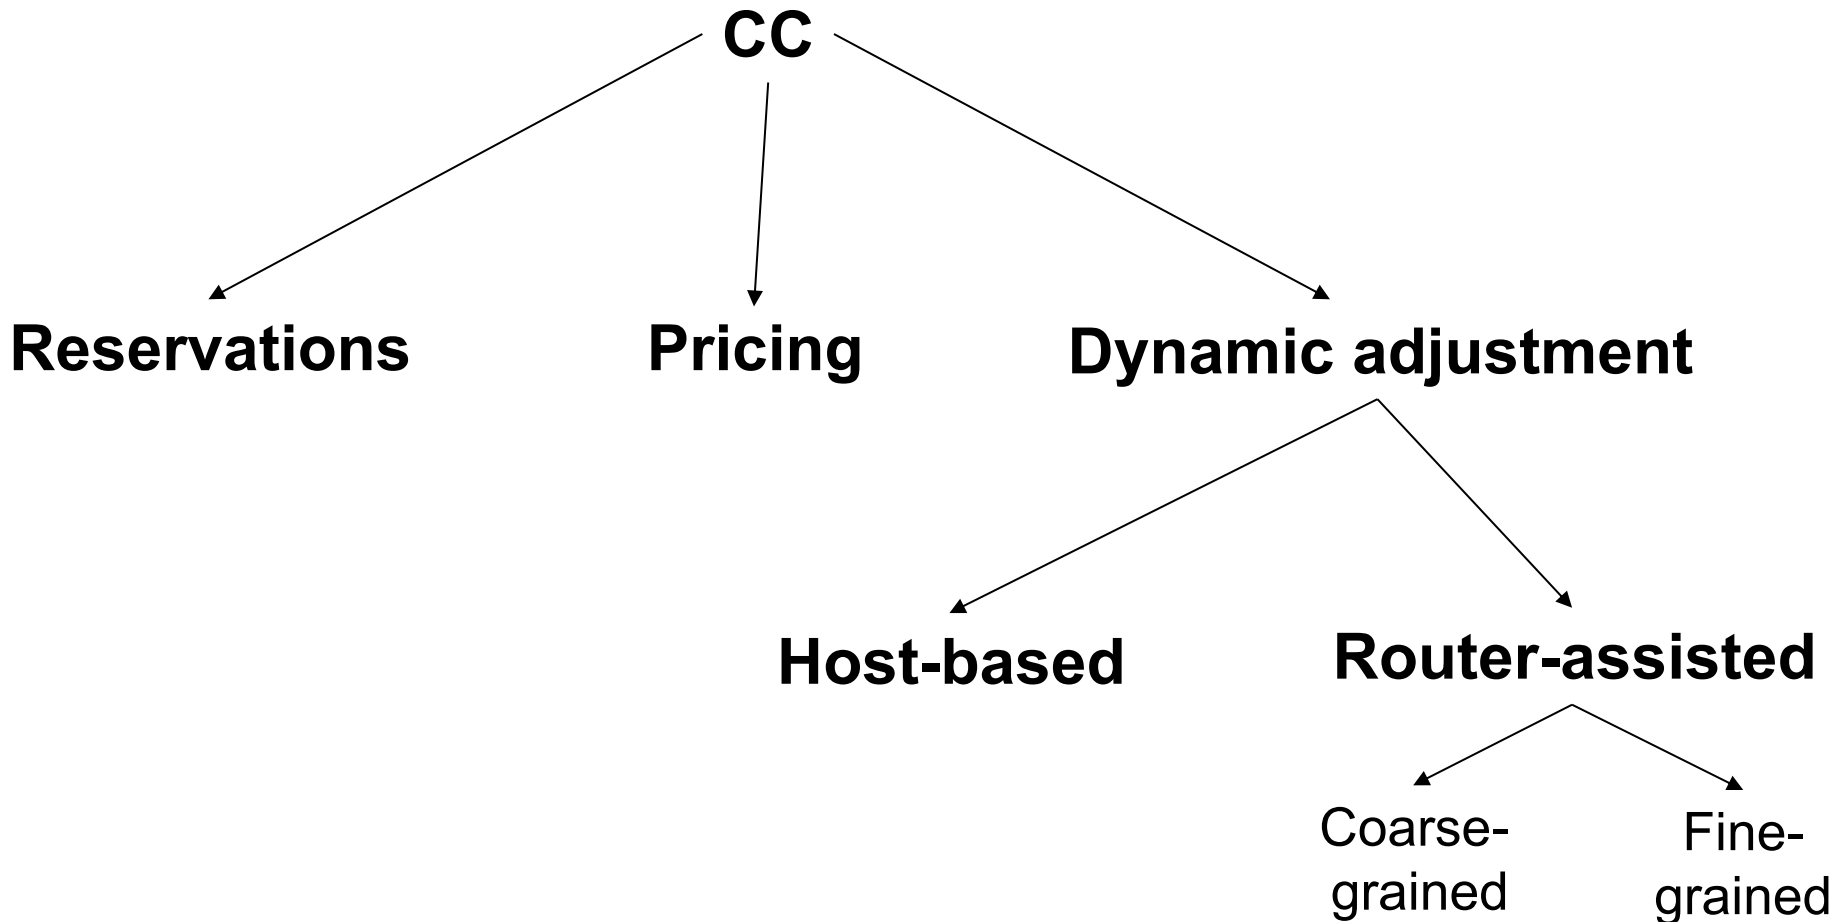 CC
Reservations
Pricing
Dynamic adjustment
Host-based
Router-assisted
Coarse-
grained
Fine-
grained